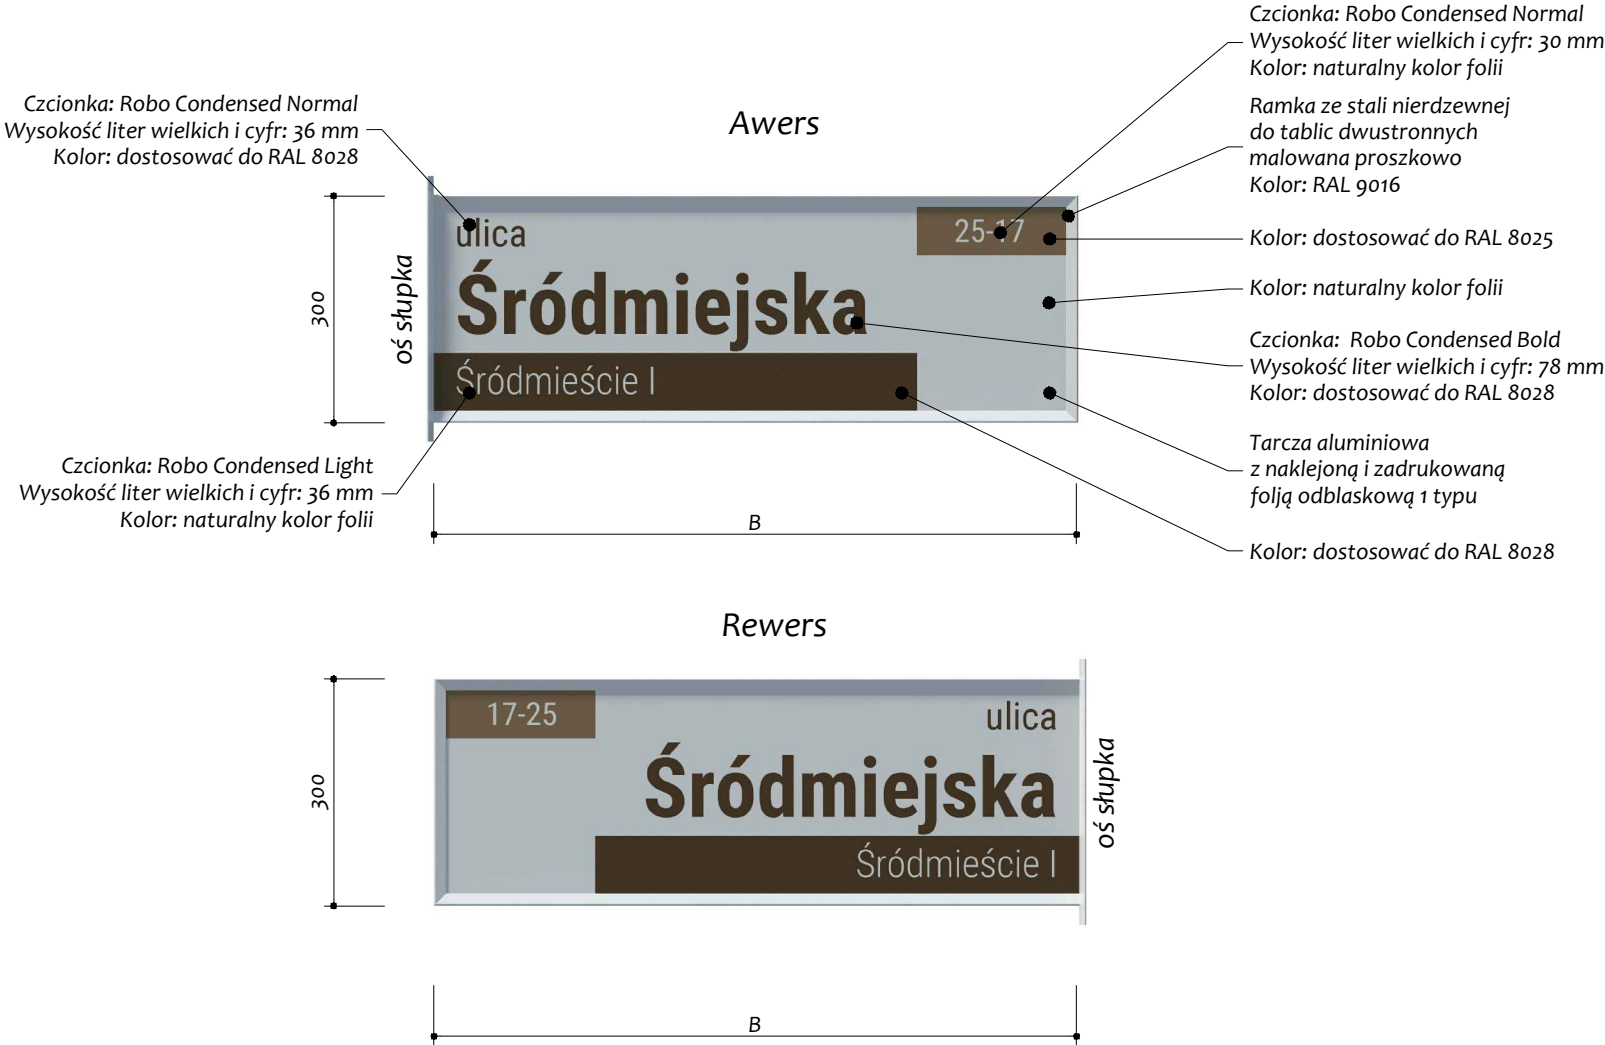 Czcionka: Robo Condensed Normal
Wysokość liter wielkich i cyfr: 30 mm
Kolor: naturalny kolor folii
Czcionka: Robo Condensed Normal
Wysokość liter wielkich i cyfr: 36 mm
Kolor: dostosować do RAL 8028
Awers
Ramka ze stali nierdzewnej
do tablic dwustronnych
malowana proszkowo
Kolor: RAL 9016
300
oś słupka
ulica
25-17
Śródmiejska
Śródmieście I
Kolor: dostosować do RAL 8025
Kolor: naturalny kolor folii
Czcionka: Robo Condensed Bold
Wysokość liter wielkich i cyfr: 78 mm
Kolor: dostosować do RAL 8028
Tarcza aluminiowa
z naklejoną i zadrukowaną
folją odblaskową 1 typu
Czcionka: Robo Condensed Light
Wysokość liter wielkich i cyfr: 36 mm
Kolor: naturalny kolor folii
B
Kolor: dostosować do RAL 8028
Rewers
300
17-25
ulica
Śródmiejska
Śródmieście I
oś słupka
B